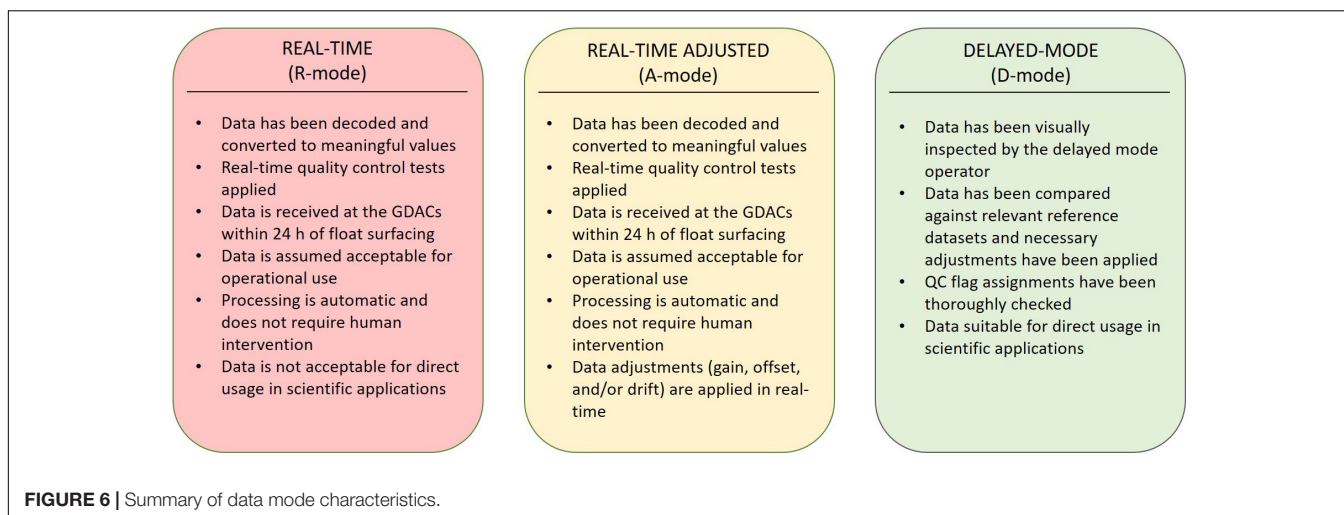 REAL-TIME
(R-mode)
• Data has been decoded and
converted to meaningful values
• Real-time quality control tests
applied
• Data is received at the GDACs
within 24 h of float surfacing
• Data is assumed acceptable for
operational use
• Processing is automatic and
does not require human
intervention
• Data is not acceptable for direct
usage in scientific applications
REAL-TIME ADJUSTED
(A-mode)
• Data has been decoded and
converted to meaningful values
• Real-time quality control tests
applied
• Data is received at the GDACs
within 24 h of float surfacing
• Data is assumed acceptable for
operational use
• Processing is automatic and
does not require human
intervention
• Data adjustments (gain, offset,
and/or drift) are applied in real-
time
DELAYED-MODE
(D-mode)
• Data has been visually
inspected by the delayed mode
operator
• Data has been compared
against relevant reference
datasets and necessary
adjustments have been applied
• QC flag assignments have been
thoroughly checked
• Data suitable for direct usage in
scientific applications
FIGURE 6 | Summary of data mode characteristics.